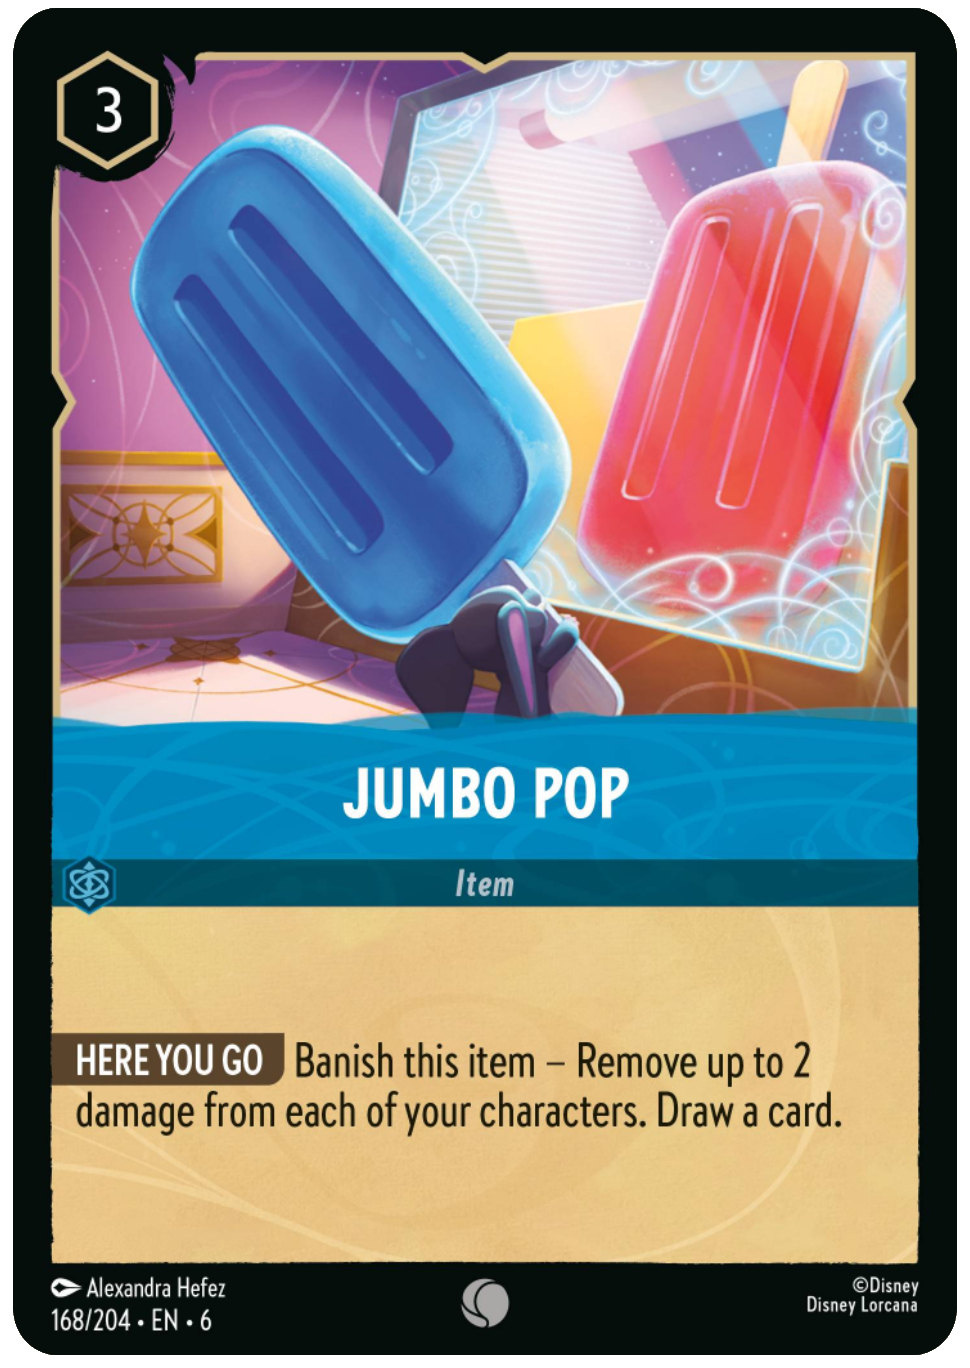 3
JUMBO POP
Item
HERE YOU GO Banish this item – Remove up to 2
damage from each of your characters. Draw a card.
Alexandra Hefez
168/204 • EN • 6
©Disney
Disney Lorcana